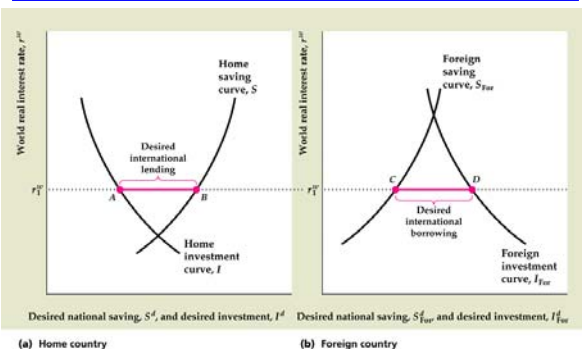 World real interest rate, r^w
Home
saving
curve, S
Desired
international
lending
r^w_1
A
B
Home
investment
curve, I
Desired national saving, S^d, and desired investment, I^d
(a) Home country
World real interest rate, r^w
Foreign
saving
curve, S_For
r^w_1
C
D
Desired
international
borrowing
Foreign
investment
curve, I_For
Desired national saving, S^d_For, and desired investment, I^d_For
(b) Foreign country